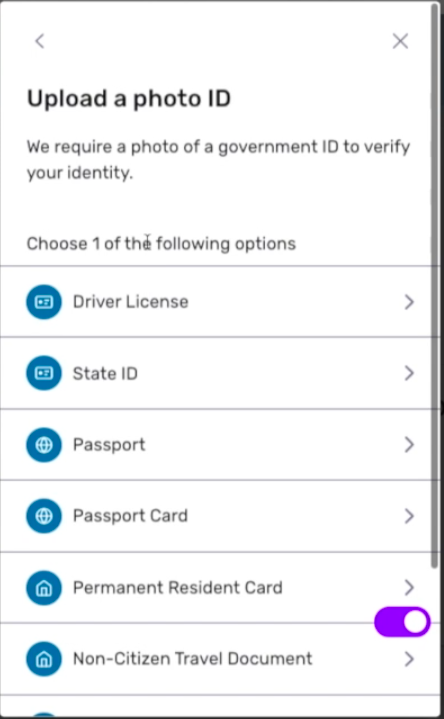 Upload a photo ID
We require a photo of a government ID to verify
your identity.
Choose 1 of the following options
Driver License
State ID
Passport
Passport Card
Permanent Resident Card
Non-Citizen Travel Document